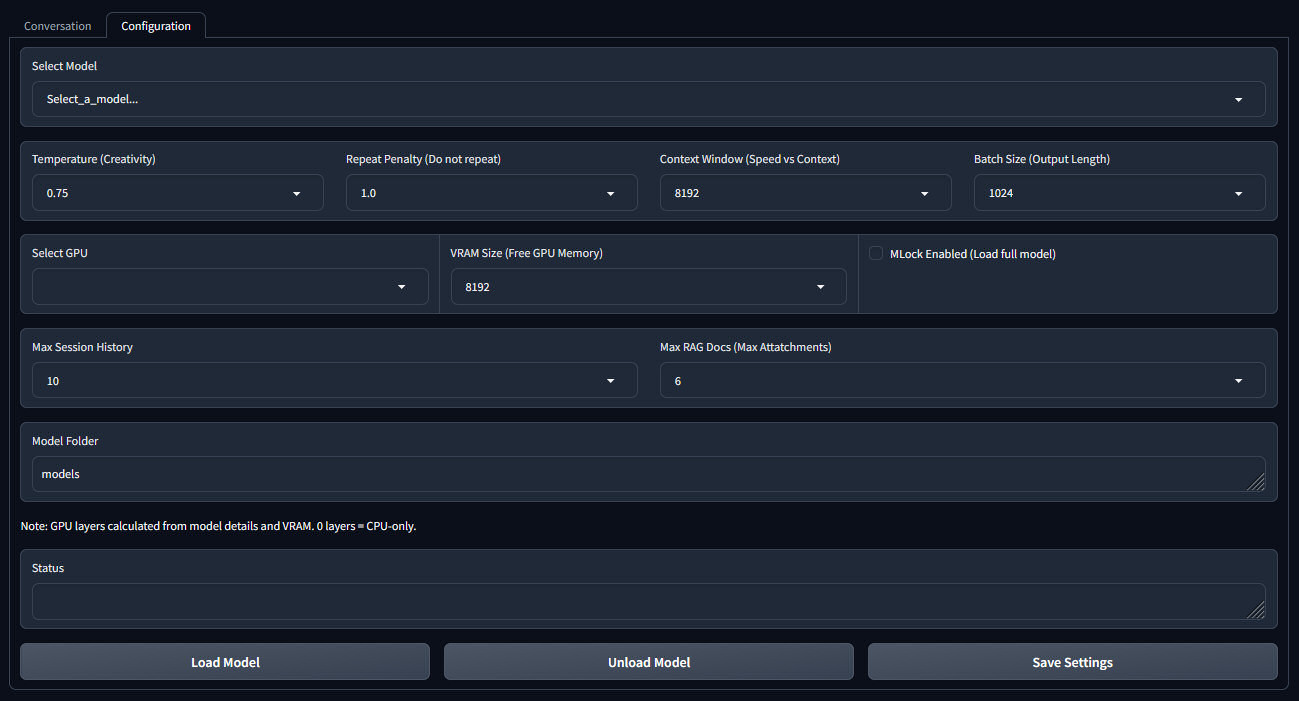 Conversation
Configuration
Select Model
Select_a_model...
Temperature (Creativity)
Repeat Penalty (Do not repeat)
Context Window (Speed vs Context)
Batch Size (Output Length)
0.75
1.0
8192
1024
Select GPU
VRAM Size (Free GPU Memory)
MLock Enabled (Load full model)
8192
Max Session History
Max RAG Docs (Max Attatchments)
10
6
Model Folder
models
Note: GPU layers calculated from model details and VRAM. 0 layers = CPU-only.
Status
Load Model
Unload Model
Save Settings